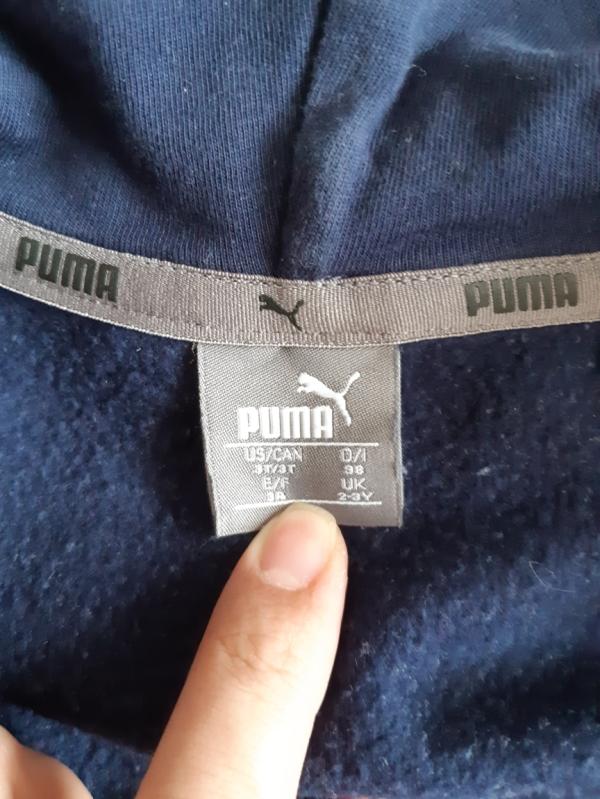 PUMA PUMA
PUMA
US/CAN D/I
3T/3T 98
E/F UK
3A 2-3Y